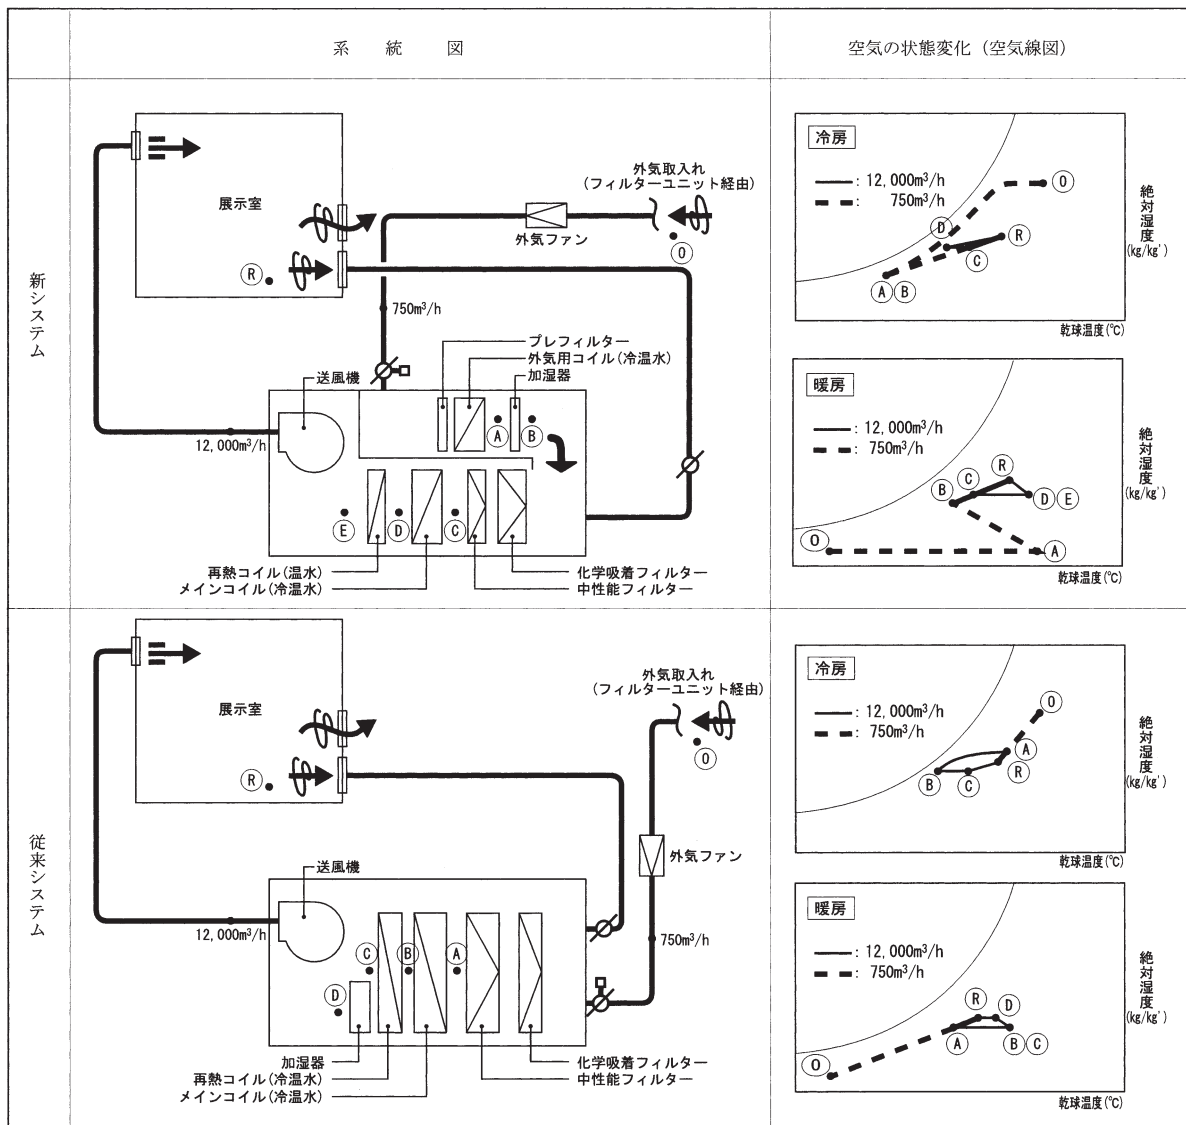 系　統　図
空気の状態変化（空気線図）
新システム
展示室
R
外気取入れ
（フィルターユニット経由）
外気ファン
O
750m³/h
プレフィルター
外気用コイル（冷温水）
加湿器
送風機
12,000m³/h
A
B
E
D
C
再熱コイル（温水）
メインコイル（冷温水）
化学吸着フィルター
中性能フィルター
冷房
: 12,000m³/h
: 750m³/h
O
D
R
C
A B
絶対湿度
(kg/kg')
乾球温度(℃)
暖房
: 12,000m³/h
: 750m³/h
R
C
B
D E
O
A
絶対湿度
(kg/kg')
乾球温度(℃)
従来システム
展示室
R
外気取入れ
（フィルターユニット経由）
O
外気ファン
750m³/h
送風機
12,000m³/h
C
B
A
D
加湿器
再熱コイル（冷温水）
メインコイル（冷温水）
化学吸着フィルター
中性能フィルター
冷房
: 12,000m³/h
: 750m³/h
O
A
R
B
C
絶対湿度
(kg/kg')
乾球温度(℃)
暖房
: 12,000m³/h
: 750m³/h
R
D
A
B C
O
絶対湿度
(kg/kg')
乾球温度(℃)